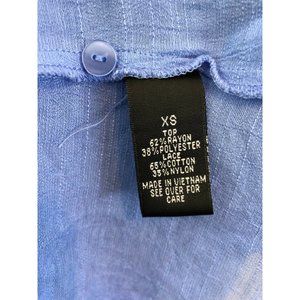 XS
TOP
62%RAYON
38%POLYESTER
LACE
65%COTTON
35%NYLON
MADE IN VIETNAM
SEE OVER FOR
CARE